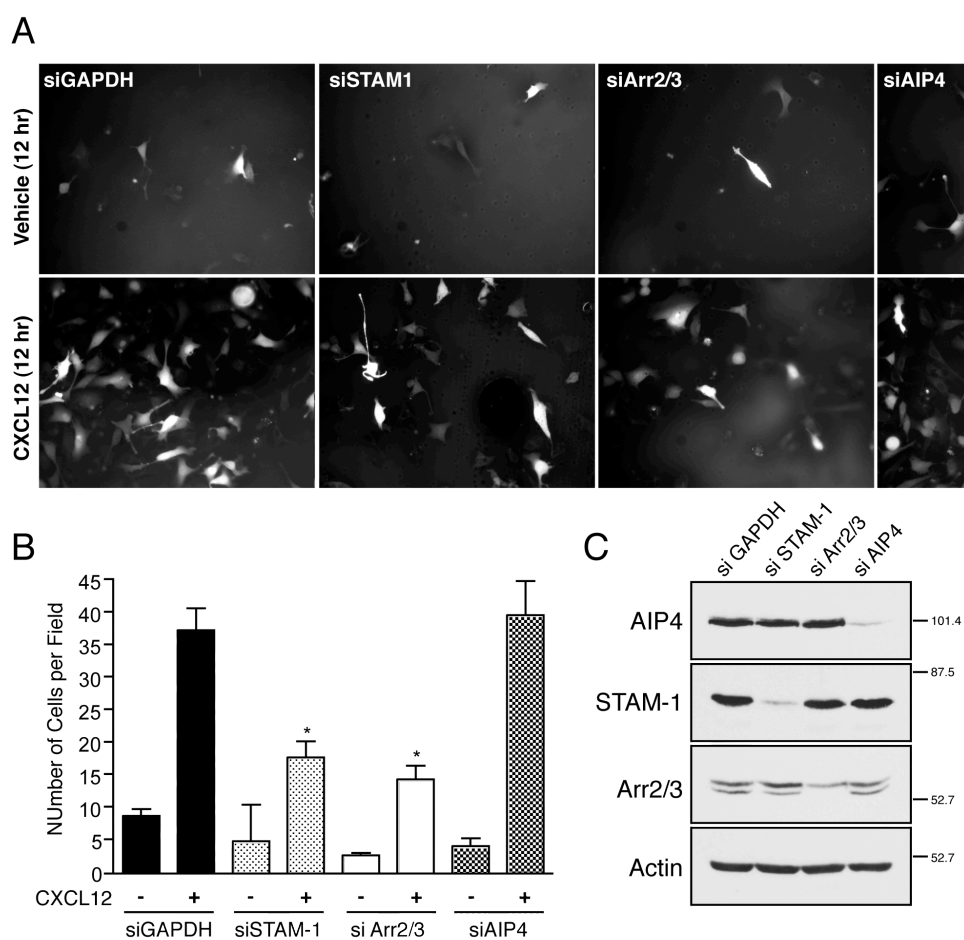 A
siGAPDH
siSTAM1
siArr2/3
siAIP4
Vehicle (12 hr)
CXCL12 (12 hr)
B
NUmber of Cells per Field
45
40
35
30
25
20
15
10
5
0
*
*
CXCL12 - + - + - + - +
siGAPDH siSTAM-1 si Arr2/3 siAIP4
C
si GAPDH
si STAM-1
si Arr2/3
si AIP4
AIP4
101.4
87.5
STAM-1
Arr2/3
52.7
52.7
Actin